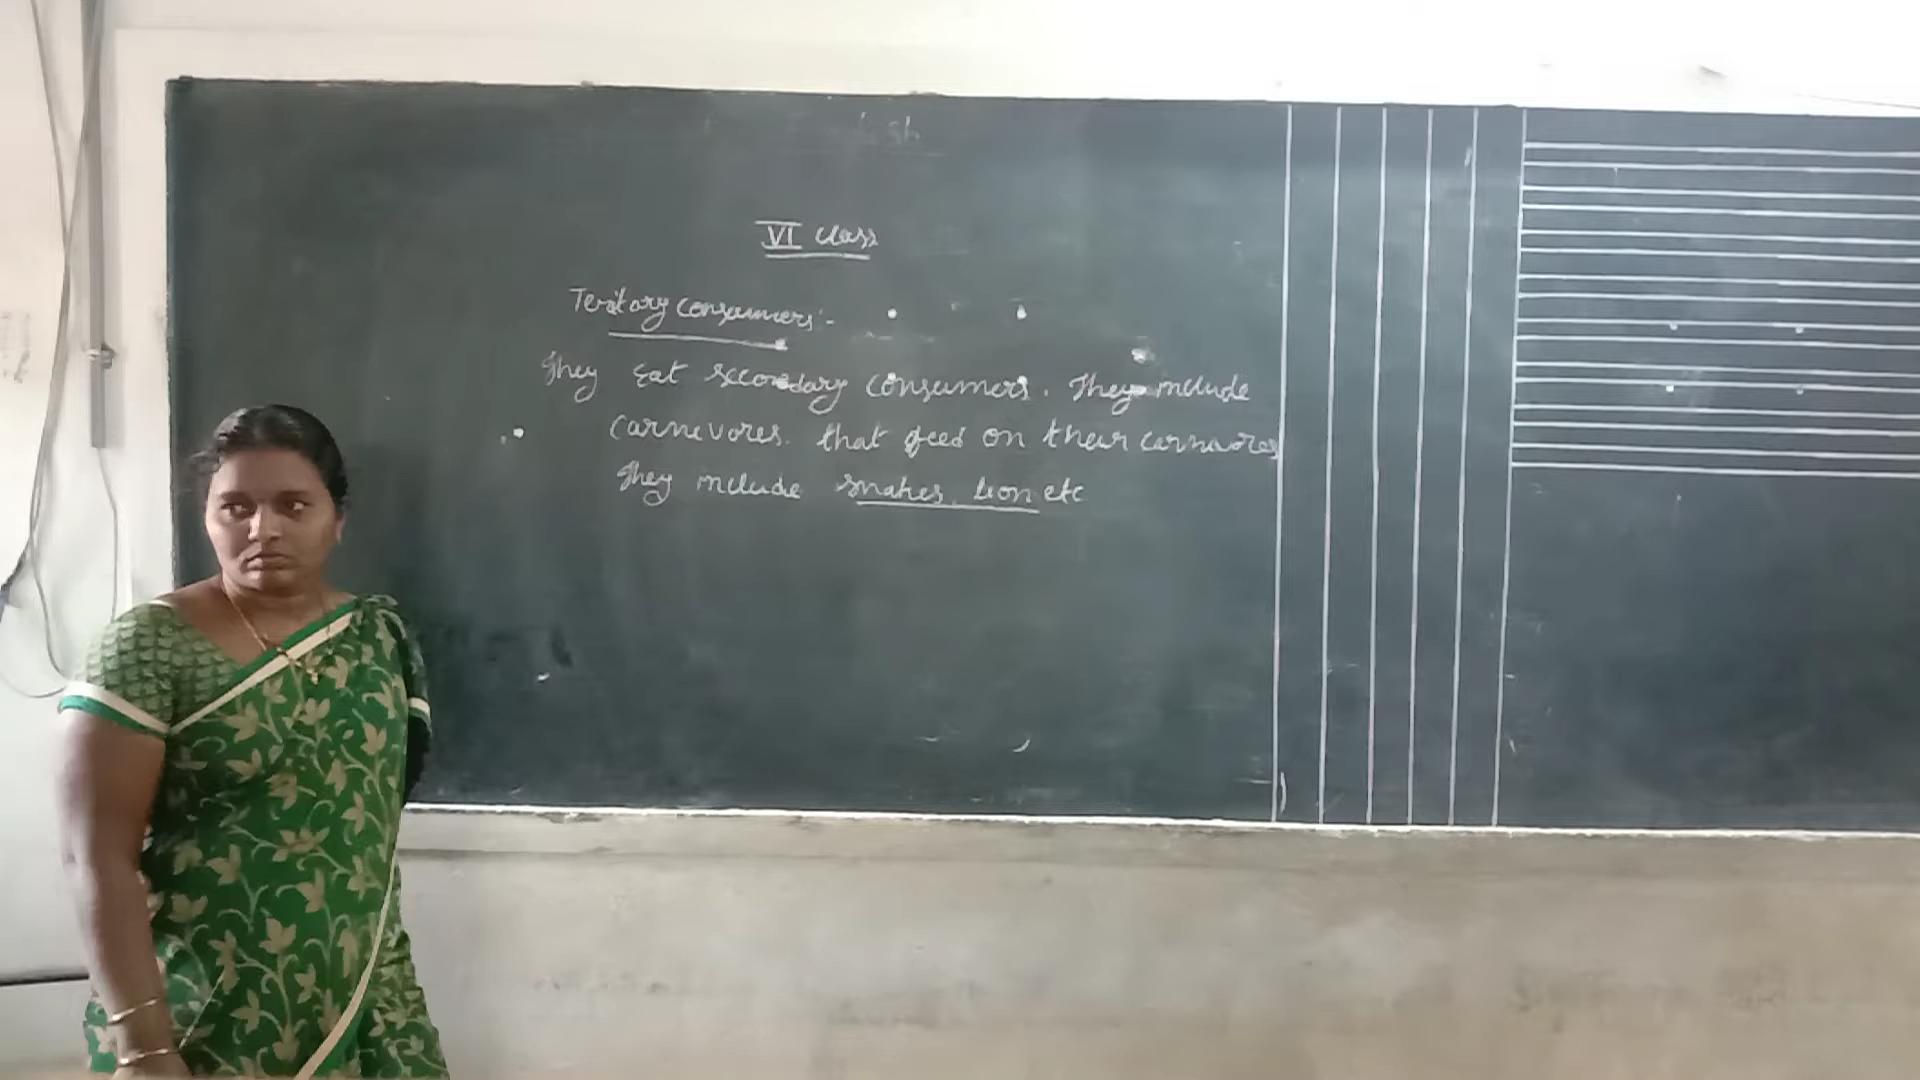 VI class
Teritory consumers:-
They Eat secondary consumers. They include
carnevores. that feed on their carnivores
They include snakes, lion etc